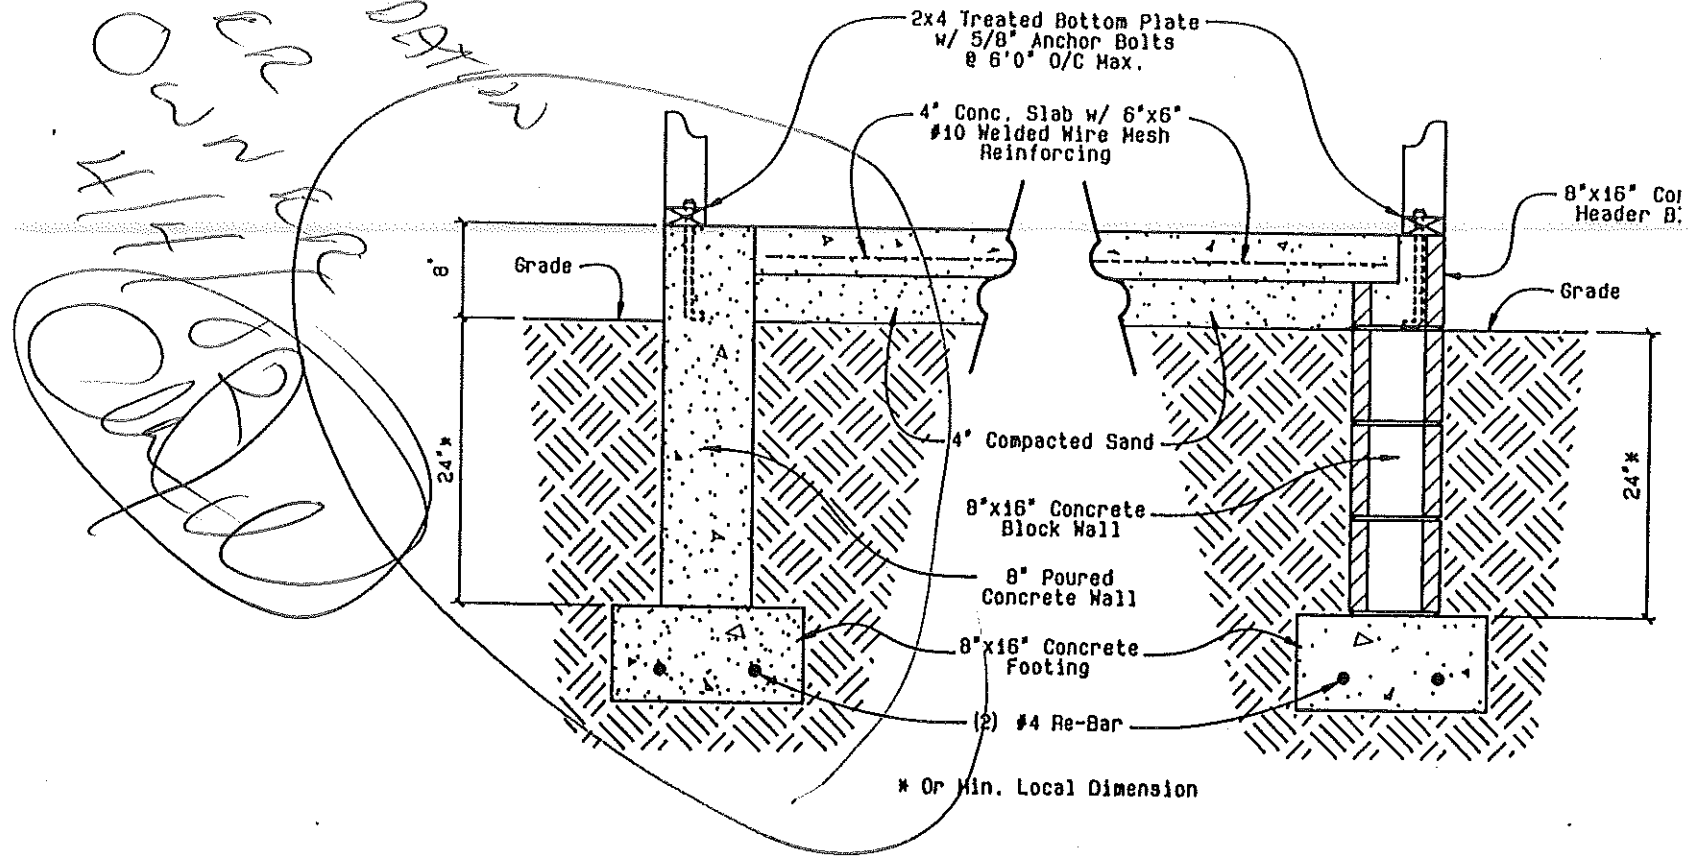 2x4 Treated Bottom Plate
w/ 5/8" Anchor Bolts
@ 6'0" O/C Max.
4" Conc. Slab w/ 6"x6"
#10 Welded Wire Mesh
Reinforcing
8"x16"
Header
8"
Grade
Grade
24"*
24"*
4" Compacted Sand
8"x16" Concrete
Block Wall
8" Poured
Concrete Wall
8"x16" Concrete
Footing
(2) #4 Re-Bar
* Or Min. Local Dimension